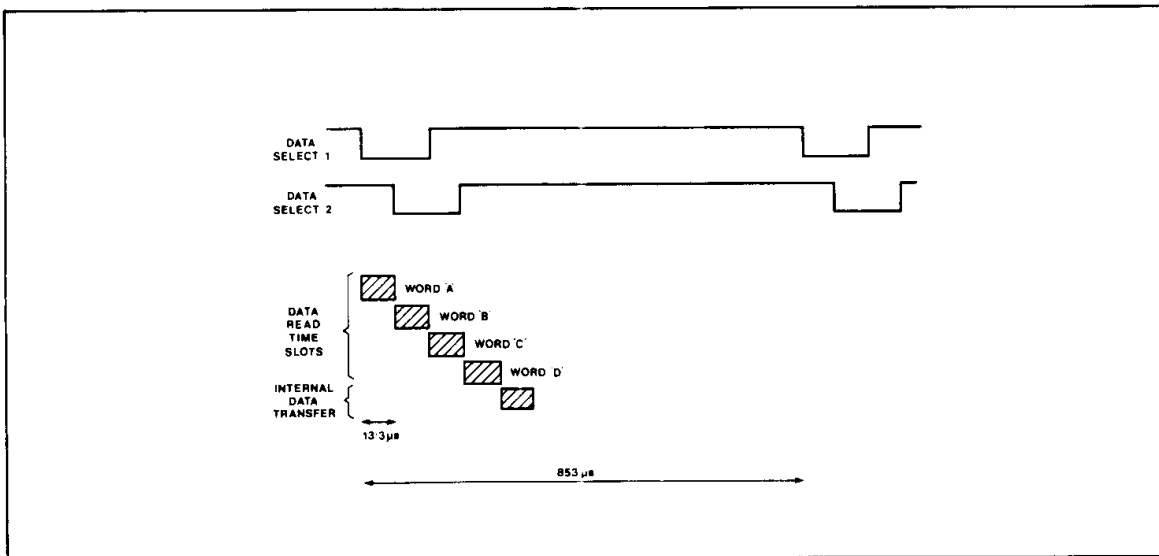 DATA
SELECT 1
DATA
SELECT 2
DATA
READ
TIME
SLOTS
WORD 'A'
WORD 'B'
WORD 'C'
WORD 'D'
INTERNAL
DATA
TRANSFER
13·3µs
853 µs